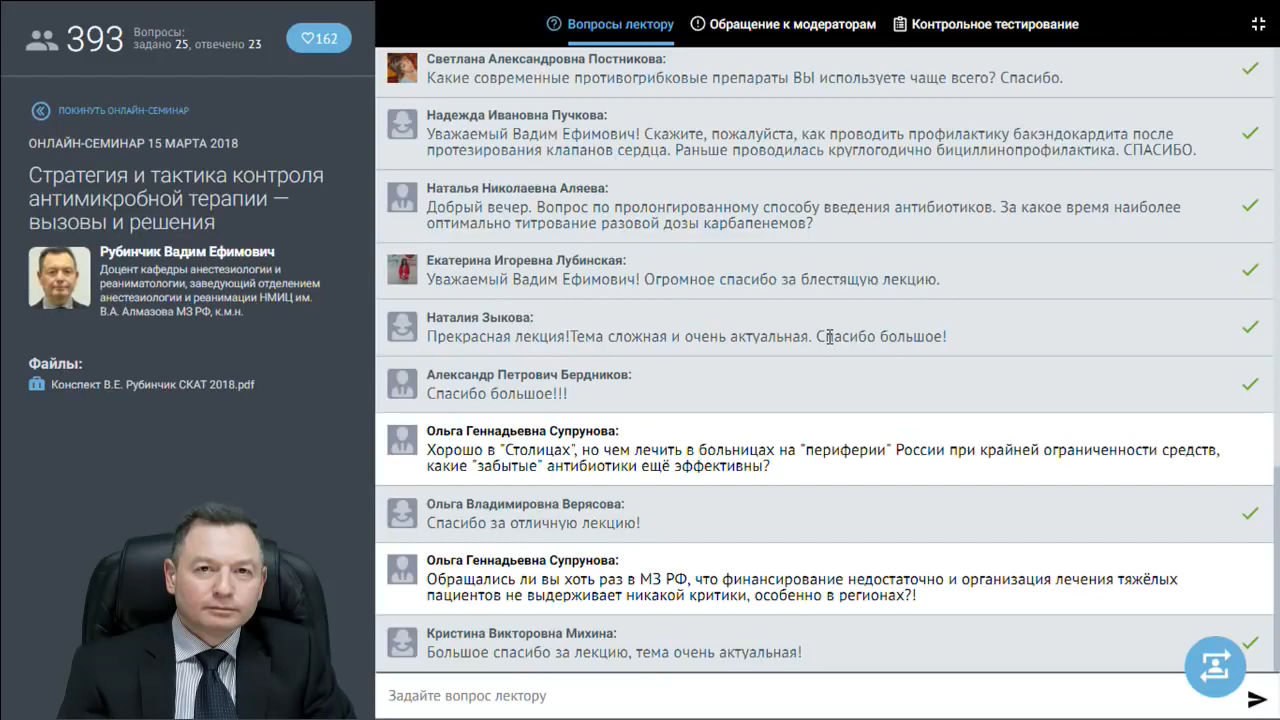 393
Вопросы:
задано 25, отвечено 23
162
Вопросы лектору
Обращение к модераторам
Контрольное тестирование
ПОКИНУТЬ ОНЛАЙН-СЕМИНАР
ОНЛАЙН-СЕМИНАР 15 МАРТА 2018
Стратегия и тактика контроля
антимикробной терапии —
вызовы и решения
Рубинчик Вадим Ефимович
Доцент кафедры анестезиологии и
реаниматологии, заведующий отделением
анестезиологии и реанимации НМИЦ им.
В.А. Алмазова МЗ РФ, к.м.н.
Файлы:
Конспект В.Е. Рубинчик СКАТ 2018.pdf
Светлана Александровна Постникова:
Какие современные противогрибковые препараты ВЫ используете чаще всего? Спасибо.
Надежда Ивановна Пучкова:
Уважаемый Вадим Ефимович! Скажите, пожалуйста, как проводить профилактику бакэндокардита после
протезирования клапанов сердца. Раньше проводилась круглогодично бициллинопрофилактика. СПАСИБО.
Наталья Николаевна Аляева:
Добрый вечер. Вопрос по пролонгированному способу введения антибиотиков. За какое время наиболее
оптимально титрование разовой дозы карбапенемов?
Екатерина Игоревна Лубинская:
Уважаемый Вадим Ефимович! Огромное спасибо за блестящую лекцию.
Наталия Зыкова:
Прекрасная лекция!Тема сложная и очень актуальная. Спасибо большое!
Александр Петрович Бердников:
Спасибо большое!!!
Ольга Геннадьевна Супрунова:
Хорошо в "Столицах", но чем лечить в больницах на "периферии" России при крайней ограниченности средств,
какие "забытые" антибиотики ещё эффективны?
Ольга Владимировна Верясова:
Спасибо за отличную лекцию!
Ольга Геннадьевна Супрунова:
Обращались ли вы хоть раз в МЗ РФ, что финансирование недостаточно и организация лечения тяжёлых
пациентов не выдерживает никакой критики, особенно в регионах?!
Кристина Викторовна Михина:
Большое спасибо за лекцию, тема очень актуальная!
Задайте вопрос лектору